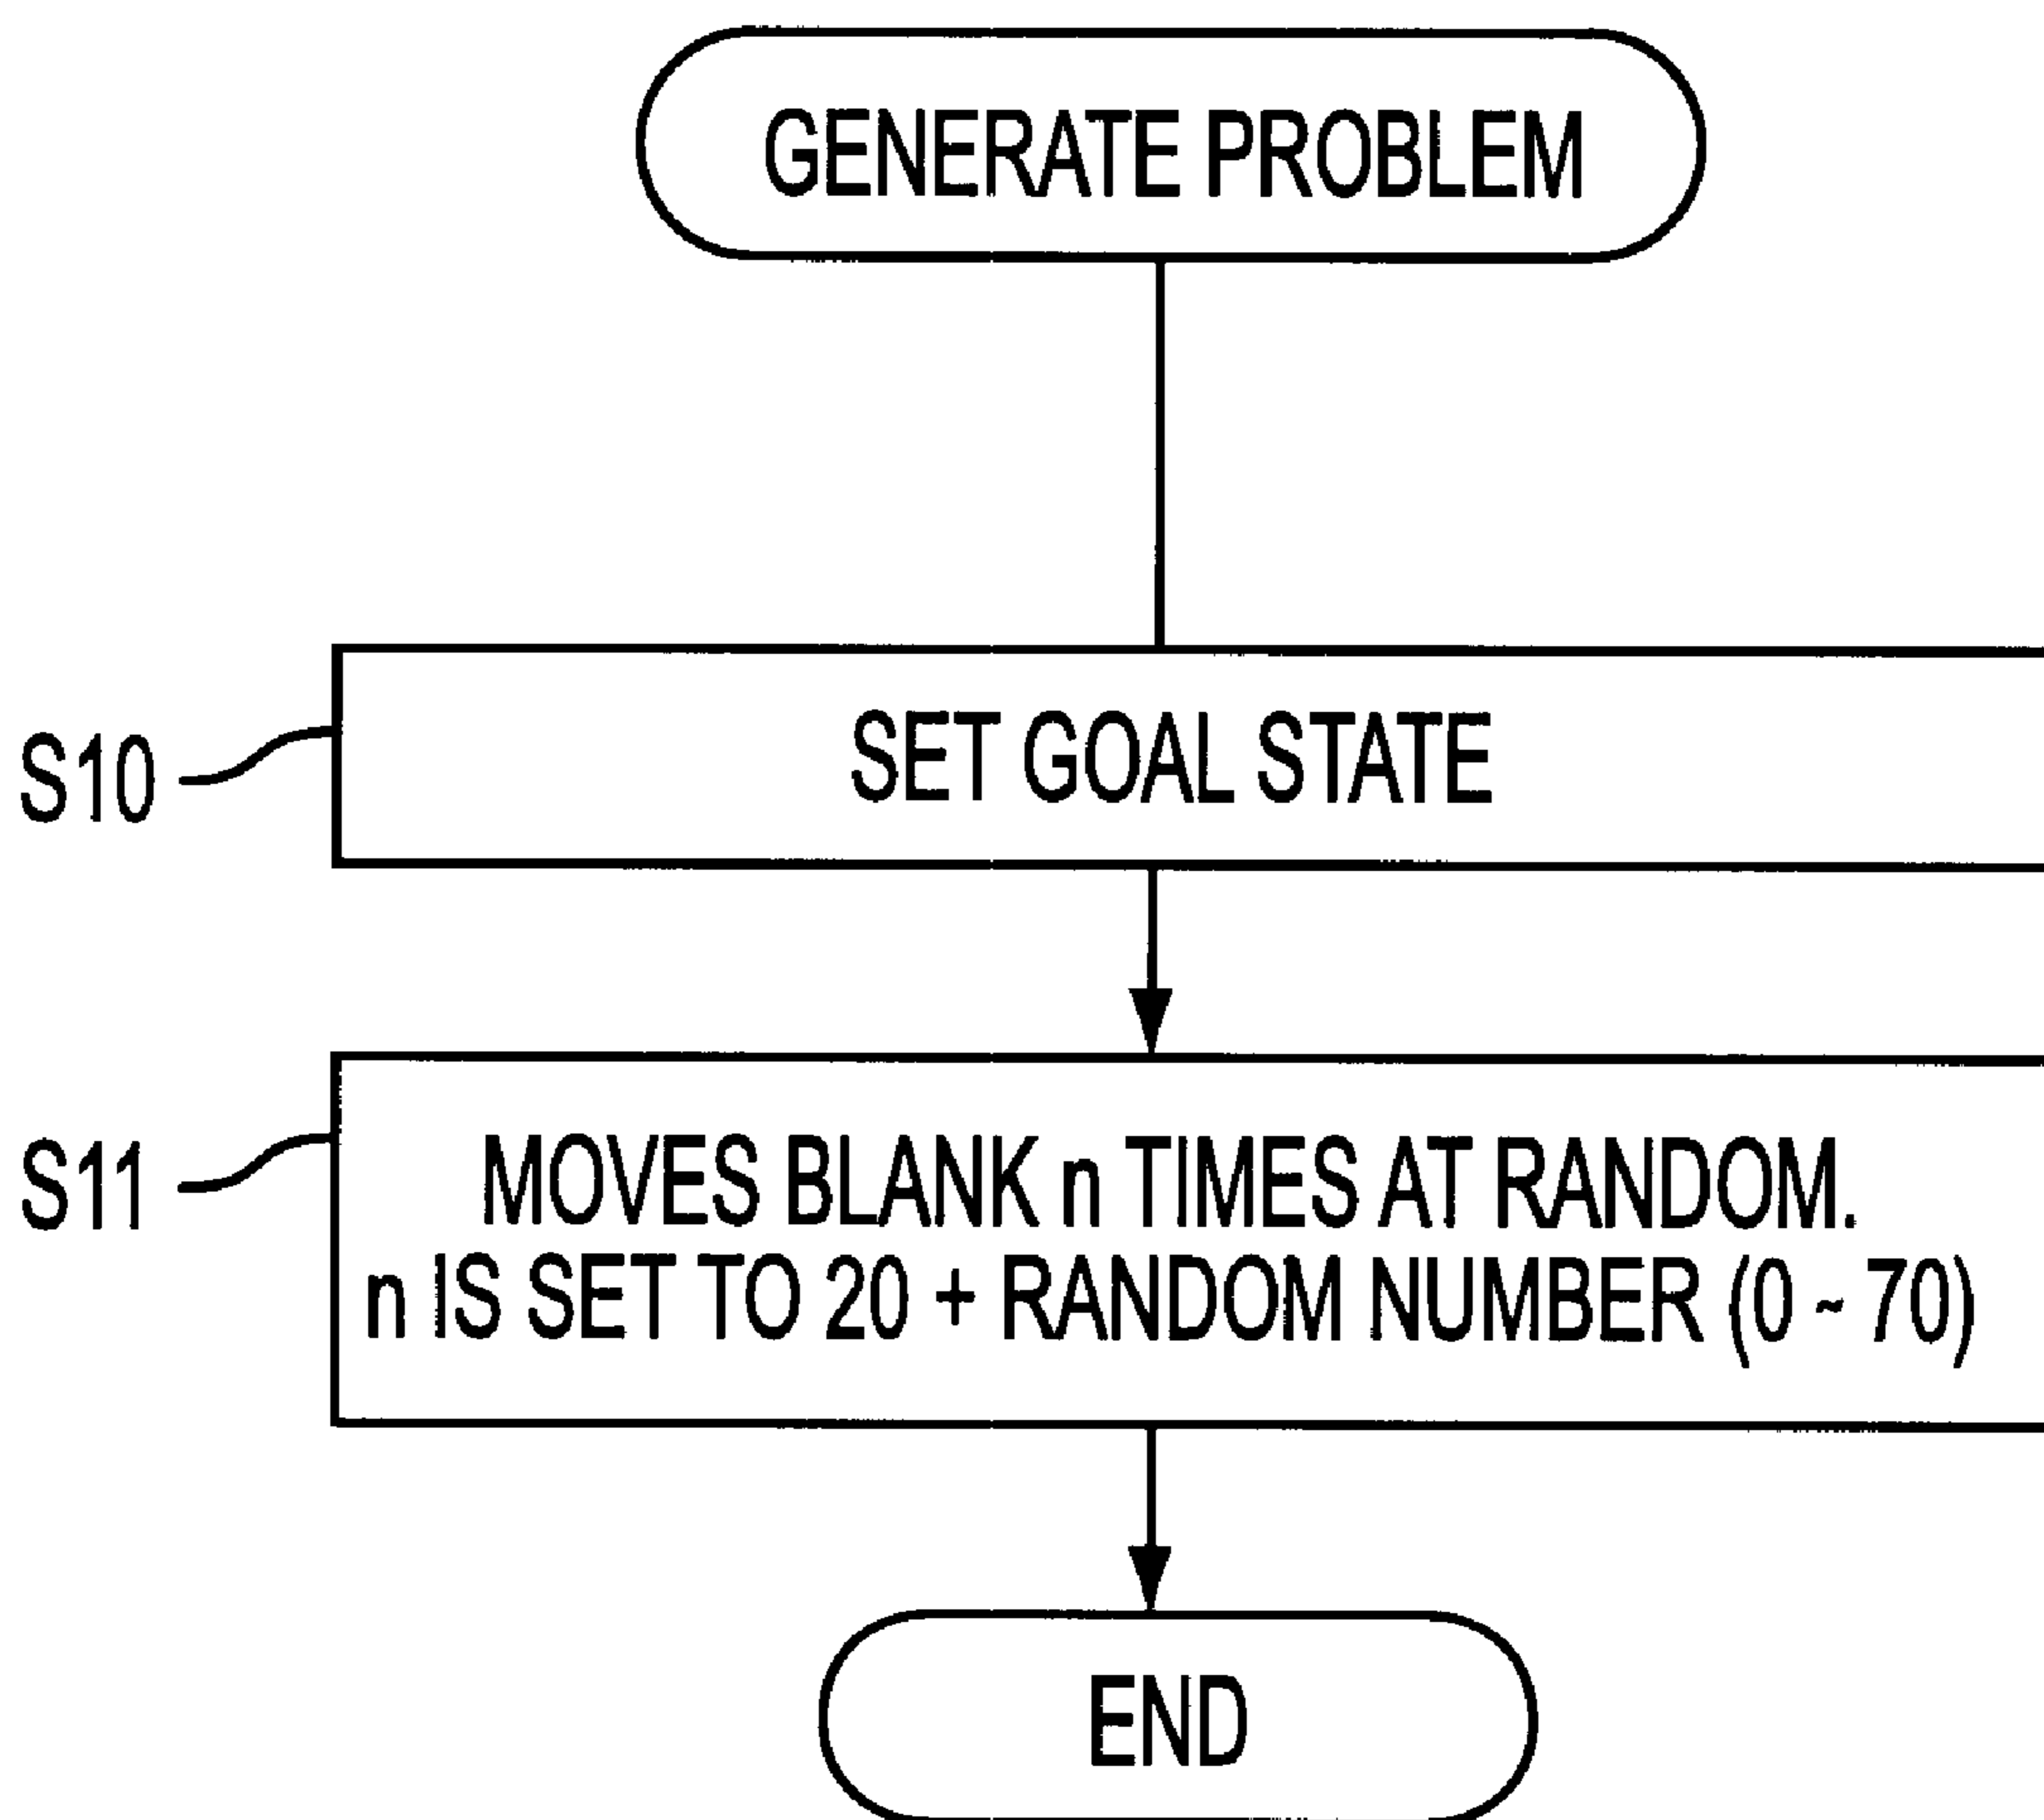 GENERATE PROBLEM
S10
SET GOAL STATE
S11
MOVES BLANK n TIMES AT RANDOM.
n IS SET TO 20 + RANDOM NUMBER (0 ~ 70)
END